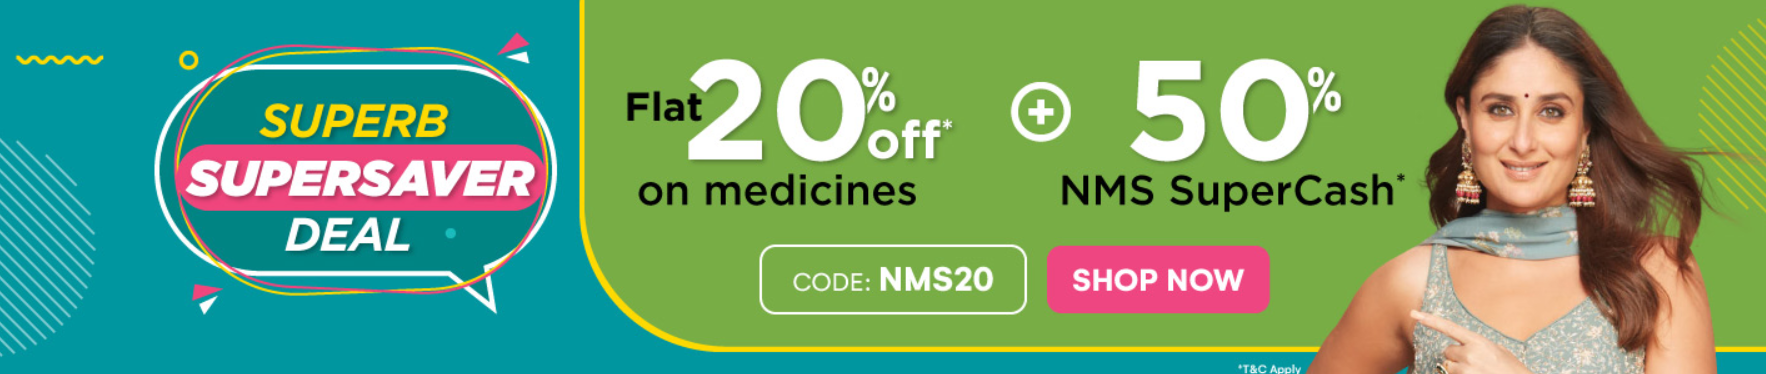 SUPERB
SUPERSAVER
DEAL
Flat 20% off*
on medicines
+
50%
NMS SuperCash*
CODE: NMS20
SHOP NOW
*T&C Apply